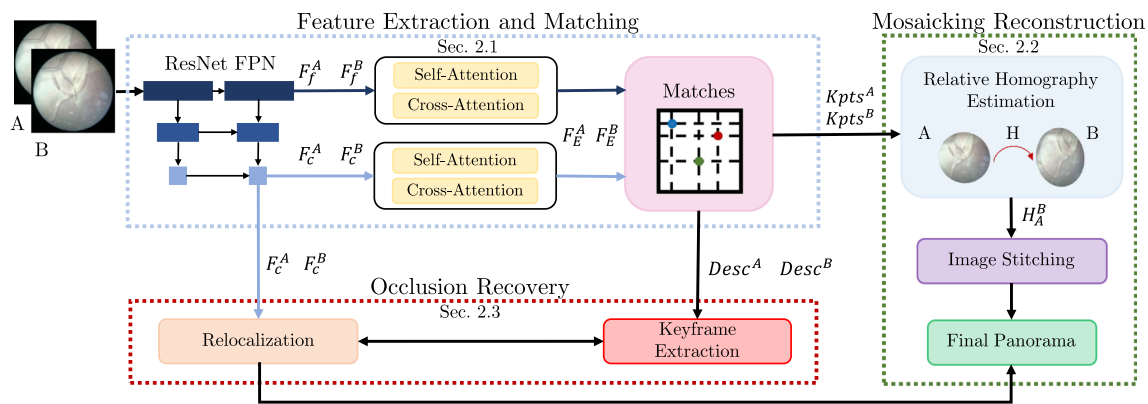 Feature Extraction and Matching
Sec. 2.1
A
B
ResNet FPN
F_f^A F_f^B
Self-Attention
Cross-Attention
F_c^A F_c^B
Self-Attention
Cross-Attention
F_E^A F_E^B
Matches
Kpts^A
Kpts^B
Mosaicking Reconstruction
Sec. 2.2
Relative Homography
Estimation
A H B
H_A^B
Image Stitching
Final Panorama
F_c^A F_c^B
Desc^A Desc^B
Occlusion Recovery
Sec. 2.3
Relocalization
Keyframe
Extraction